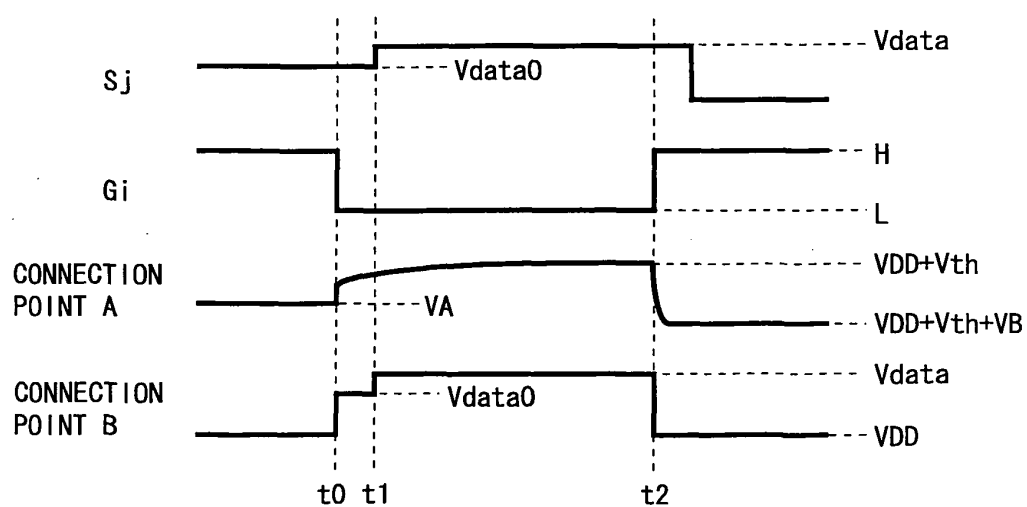 Sj
Vdata0
Vdata
Gi
H
L
CONNECTION
POINT A
VA
VDD+Vth
VDD+Vth+VB
CONNECTION
POINT B
Vdata0
Vdata
VDD
t0 t1 t2